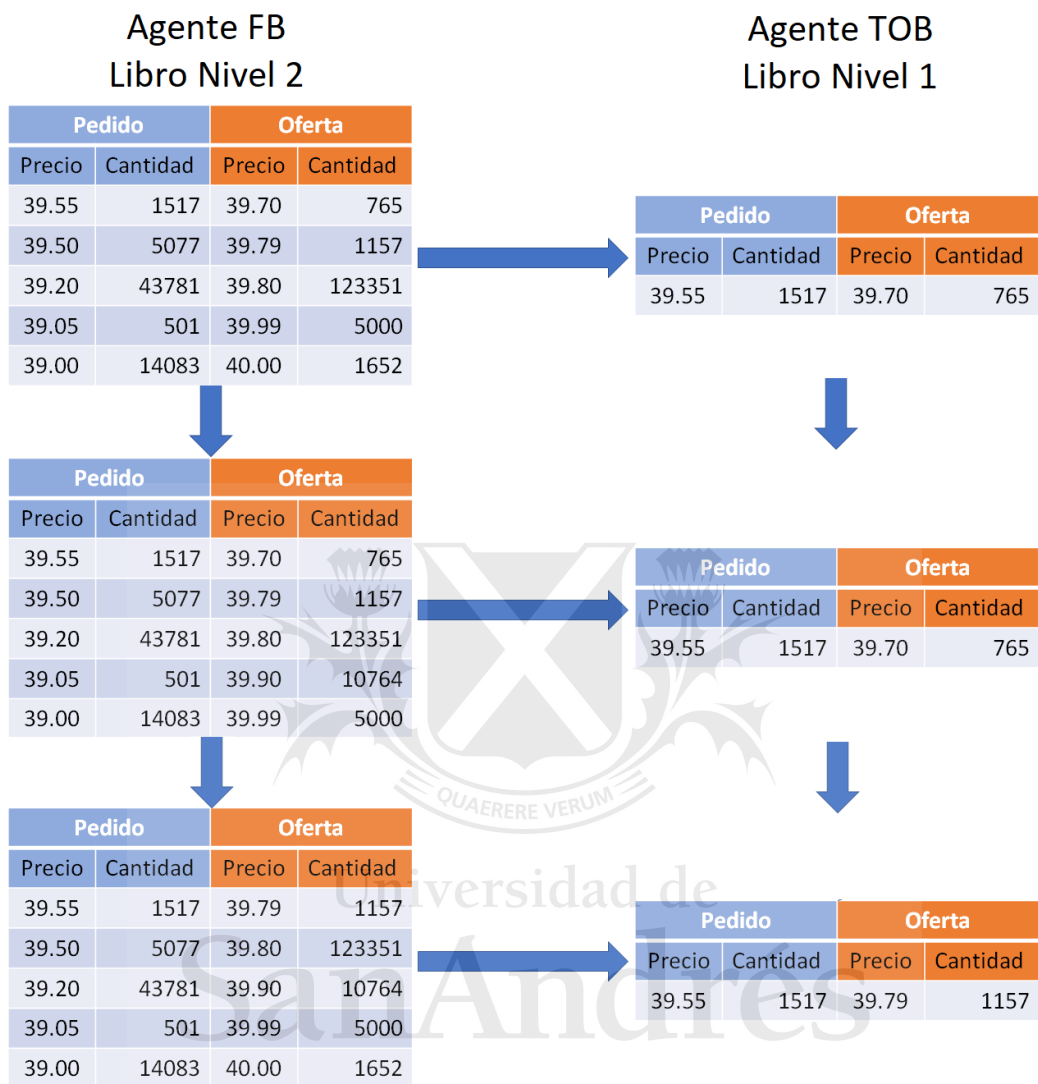 Agente FB
Libro Nivel 2
Pedido Oferta
Precio Cantidad Precio Cantidad
39.55 1517 39.70 765
39.50 5077 39.79 1157
39.20 43781 39.80 123351
39.05 501 39.99 5000
39.00 14083 40.00 1652
Agente TOB
Libro Nivel 1
Pedido Oferta
Precio Cantidad Precio Cantidad
39.55 1517 39.70 765
Pedido Oferta
Precio Cantidad Precio Cantidad
39.55 1517 39.70 765
39.50 5077 39.79 1157
39.20 43781 39.80 123351
39.05 501 39.90 10764
39.00 14083 39.99 5000
Pedido Oferta
Precio Cantidad Precio Cantidad
39.55 1517 39.70 765
Pedido Oferta
Precio Cantidad Precio Cantidad
39.55 1517 39.79 1157
39.50 5077 39.80 123351
39.20 43781 39.90 10764
39.05 501 39.99 5000
39.00 14083 40.00 1652
Pedido Oferta
Precio Cantidad Precio Cantidad
39.55 1517 39.79 1157
QUAERERE VERUM
Universidad de
SanAndrés